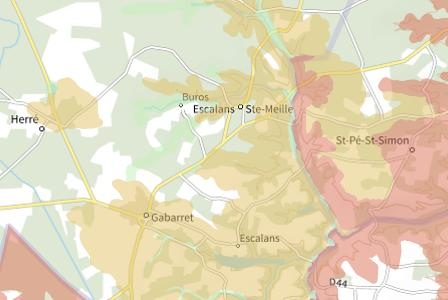 Buros
Escalans
Ste-Meille
Herré
St-Pé-St-Simon
Gabarret
Escalans
D44